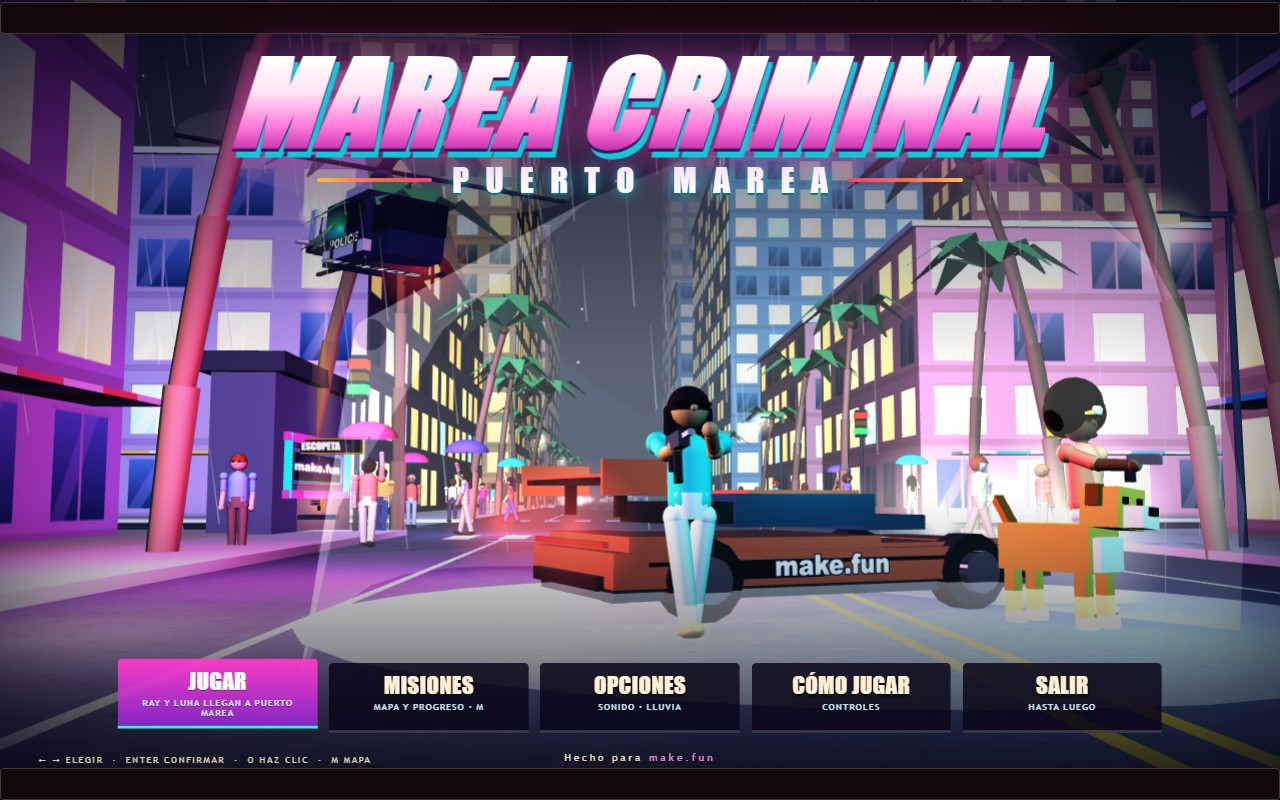 MAREA CRIMINAL
PUERTO MAREA
POLICE
ESCOPETA
make.fun
make.fun
JUGAR
RAY Y LUNA LLEGAN A PUERTO
MAREA
MISIONES
MAPA Y PROGRESO · M
OPCIONES
SONIDO · LLUVIA
CÓMO JUGAR
CONTROLES
SALIR
HASTA LUEGO
← → ELEGIR · ENTER CONFIRMAR · O HAZ CLIC · M MAPA
Hecho para make.fun